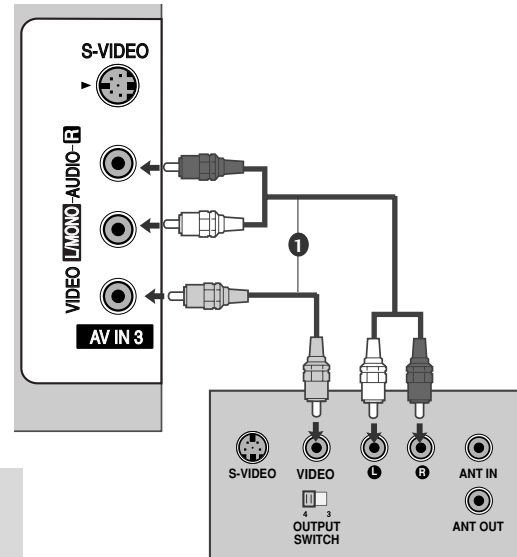 S-VIDEO
VIDEO L/MONO-AUDIO-R
AV IN 3
1
S-VIDEO
VIDEO
L
R
ANT IN
4 3
OUTPUT
SWITCH
ANT OUT